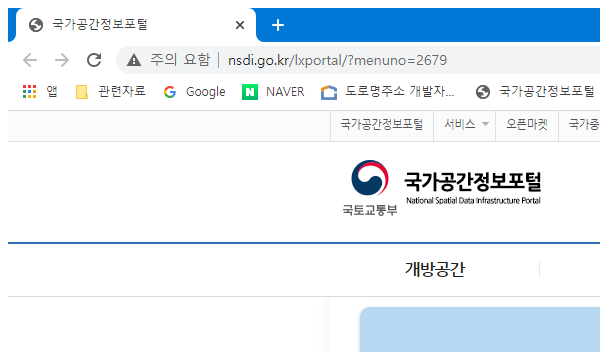 국가공간정보포털
주의 요함 | nsdi.go.kr/lxportal/?menuno=2679
앱 관련자료 Google NAVER 도로명주소 개발자... 국가공간정보포털
국가공간정보포털 서비스 오픈마켓 국가중
국토교통부
국가공간정보포털
National Spatial Data Infrastructure Portal
개방공간